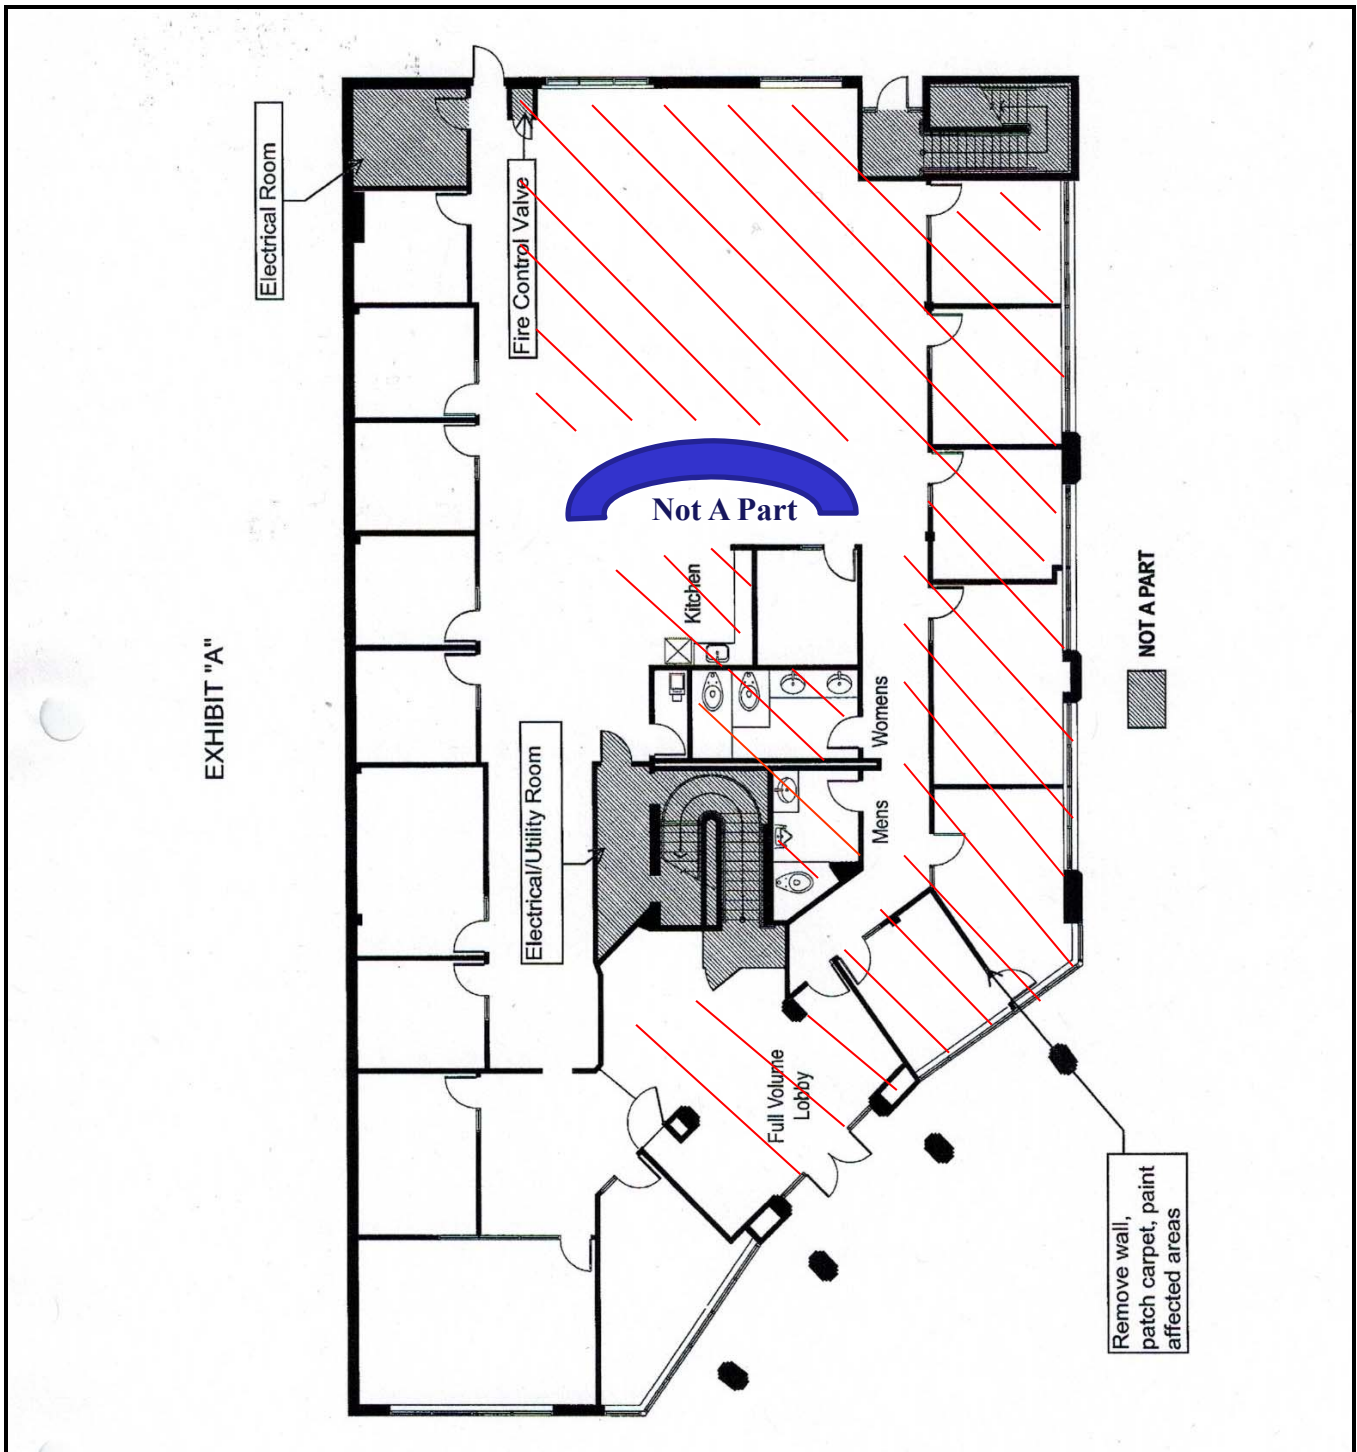 EXHIBIT "A"
Electrical Room
Fire Control Valve
Not A Part
Kitchen
Womens
Mens
Electrical/Utility Room
Full Volume
Lobby
NOT A PART
Remove wall,
patch carpet, paint
affected areas